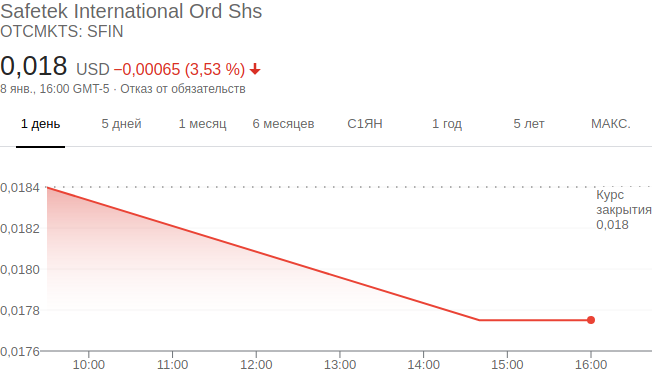 Safetek International Ord Shs
OTCMKTS: SFIN
0,018 USD −0,00065 (3,53 %)
8 янв., 16:00 GMT-5 · Отказ от обязательств
1 день 5 дней 1 месяц 6 месяцев С1ЯН 1 год 5 лет МАКС.
0,0184
Курс
закрытия
0,018
0,0182
0,0180
0,0178
0,0176
10:00 11:00 12:00 13:00 14:00 15:00 16:00